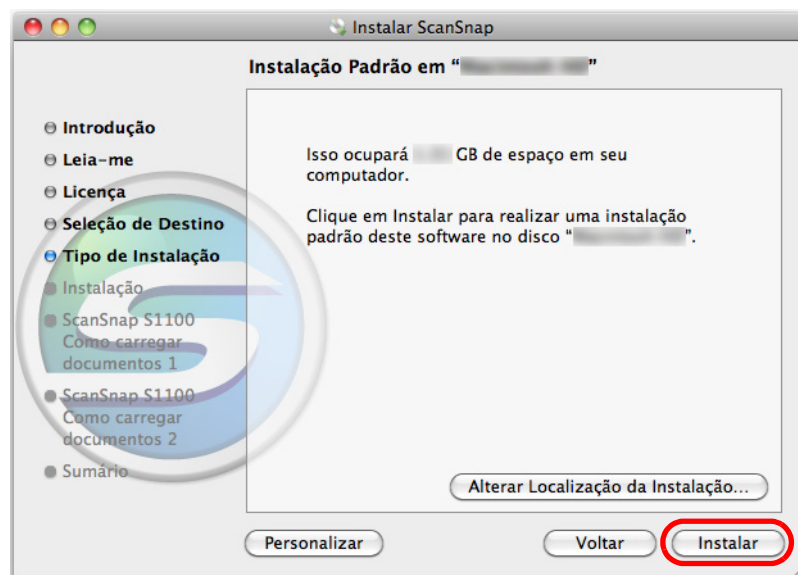 Instalar ScanSnap
Instalação Padrão em “ ”
Introdução
Leia-me
Licença
Seleção de Destino
Tipo de Instalação
Instalação
ScanSnap S1100
Como carregar
documentos 1
ScanSnap S1100
Como carregar
documentos 2
Sumário
Isso ocupará GB de espaço em seu
computador.
Clique em Instalar para realizar uma instalação
padrão deste software no disco “ ”.
Alterar Localização da Instalação...
Personalizar
Voltar
Instalar